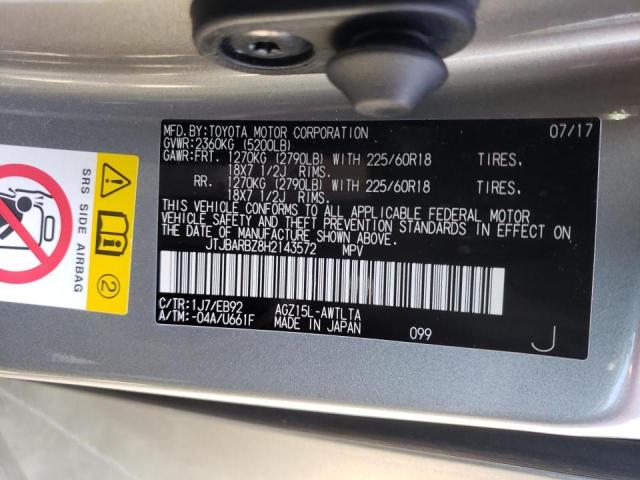 MFD.BY:TOYOTA MOTOR CORPORATION 07/17
GVWR:2360KG (5200LB)
GAWR:FRT. 1270KG (2790LB) WITH 225/60R18 TIRES.
18X7 1/2J RIMS.
RR. 1270KG (2790LB) WITH 225/60R18 TIRES.
18X7 1/2J RIMS.
THIS VEHICLE CONFORMS TO ALL APPLICABLE FEDERAL MOTOR
VEHICLE SAFETY AND THEFT PREVENTION STANDARDS IN EFFECT ON
THE DATE OF MANUFACTURE SHOWN ABOVE.
JTJBARBZ8H2143572 MPV
C/TR:1J7/EB92 AGZ15L-AWTLTA
A/TM:-04A/U661F MADE IN JAPAN 099
J
SRS SIDE AIRBAG
2